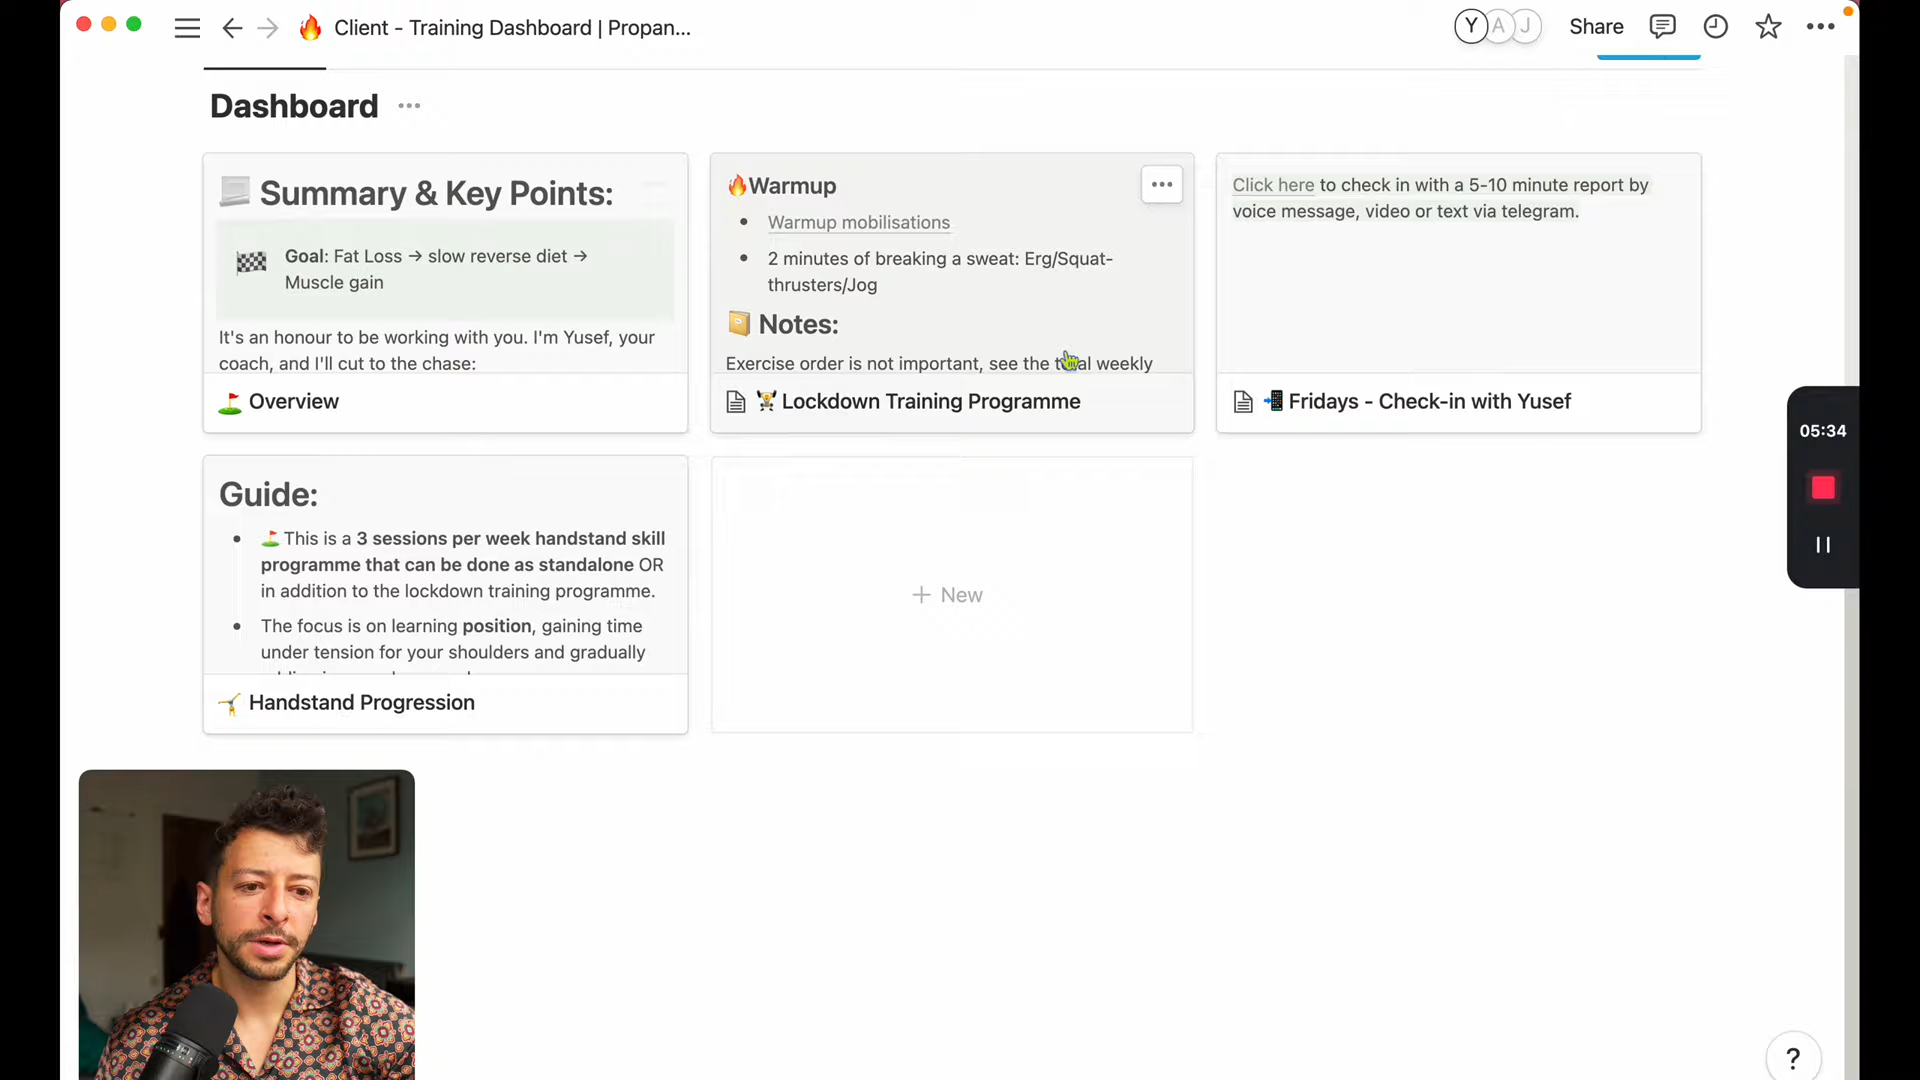 Client - Training Dashboard | Propan...
Y A J Share
Dashboard
Summary & Key Points:
Goal: Fat Loss → slow reverse diet →
Muscle gain
It's an honour to be working with you. I'm Yusef, your
coach, and I'll cut to the chase:
Overview
Warmup
• Warmup mobilisations
• 2 minutes of breaking a sweat: Erg/Squat-
thrusters/Jog
Notes:
Exercise order is not important, see the total weekly
Lockdown Training Programme
Click here to check in with a 5-10 minute report by
voice message, video or text via telegram.
Fridays - Check-in with Yusef
05:34
Guide:
• This is a 3 sessions per week handstand skill
programme that can be done as standalone OR
in addition to the lockdown training programme.
• The focus is on learning position, gaining time
under tension for your shoulders and gradually
Handstand Progression
+ New
?